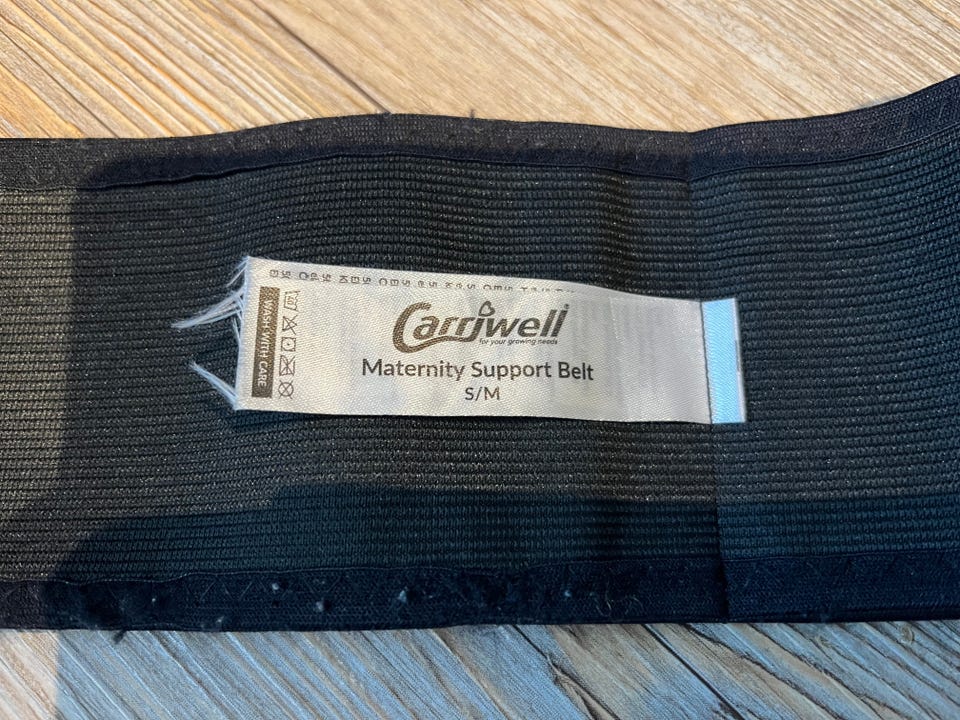 Carriwell
for your growing needs
Maternity Support Belt
S/M
WASH WITH CARE